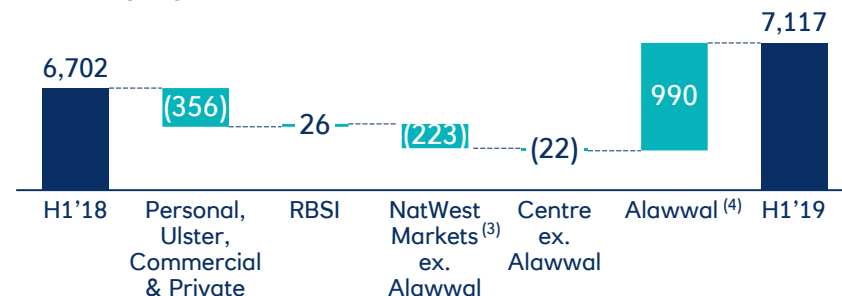 7,117
6,702
(356)
26
(223)
(22)
990
H1'18
Personal,
Ulster,
Commercial
& Private
RBSI
NatWest
Markets (3)
ex.
Alawwal
Centre
ex.
Alawwal
Alawwal (4)
H1'19